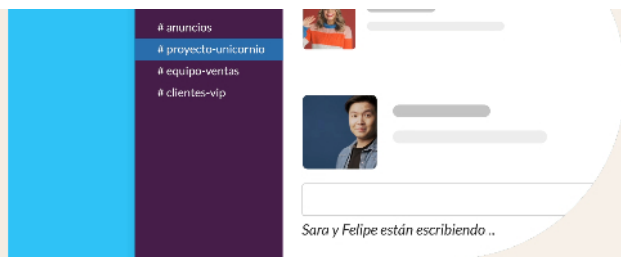 # anuncios
# proyecto-unicornio
# equipo-ventas
# clientes-vip
Sara y Felipe están escribiendo ..